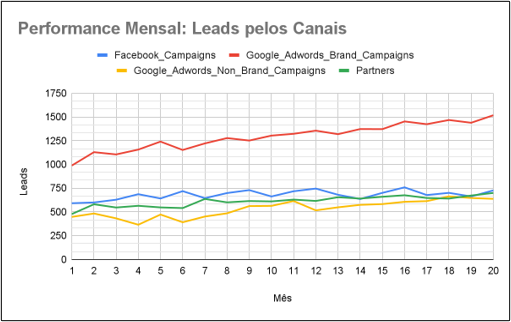 Performance Mensal: Leads pelos Canais
Facebook_Campaigns Google_Adwords_Brand_Campaigns
Google_Adwords_Non_Brand_Campaigns Partners
1750
1500
1250
1000
750
500
250
0
Leads
1 2 3 4 5 6 7 8 9 10 11 12 13 14 15 16 17 18 19 20
Mês